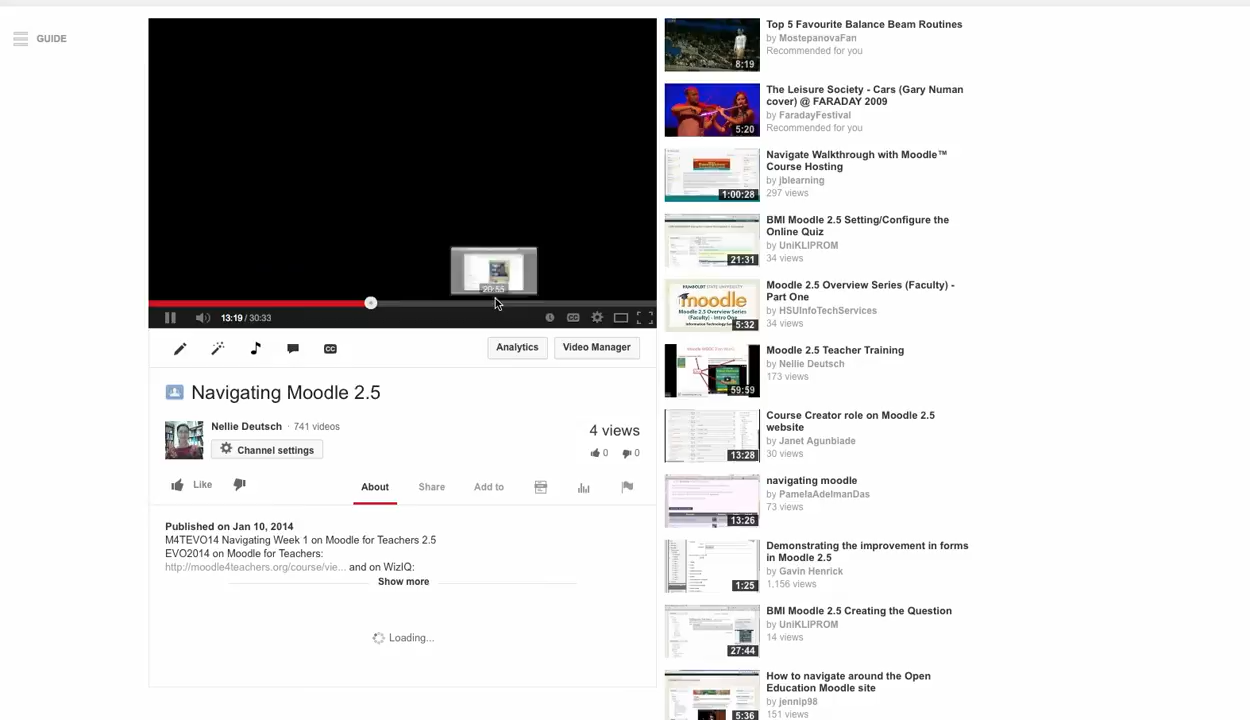 GUIDE
20:55
13:19 / 30:33
Analytics
Video Manager
Navigating Moodle 2.5
Nellie Deutsch · 741 videos
Channel settings
4 views
0 0
Like
About
Share
Add to
Published on Jan 10, 2014
M4TEVO14 Navigating Week 1 on Moodle for Teachers 2.5
EVO2014 on Moodle for Teachers:
http://moodle4teachers.org/course/vie... and on WizIQ:
Show more
Loading...
8:19
Top 5 Favourite Balance Beam Routines
by MostepanovaFan
Recommended for you
5:20
The Leisure Society - Cars (Gary Numan
cover) @ FARADAY 2009
by FaradayFestival
Recommended for you
1:00:28
Navigate Walkthrough with Moodle™
Course Hosting
by jblearning
297 views
21:31
BMI Moodle 2.5 Setting/Configure the
Online Quiz
by UniKLIPROM
34 views
HUMBOLDT STATE UNIVERSITY
moodle
Moodle 2.5 Overview Series
(Faculty) - Intro One
5:32
Moodle 2.5 Overview Series (Faculty) -
Part One
by HSUInfoTechServices
34 views
59:59
Moodle 2.5 Teacher Training
by Nellie Deutsch
173 views
13:28
Course Creator role on Moodle 2.5
website
by Janet Agunbiade
30 views
13:26
navigating moodle
by PamelaAdelmanDas
73 views
1:25
Demonstrating the improvement in forms
in Moodle 2.5
by Gavin Henrick
1,156 views
27:44
BMI Moodle 2.5 Creating the Question
by UniKLIPROM
14 views
5:36
How to navigate around the Open
Education Moodle site
by jennip98
151 views